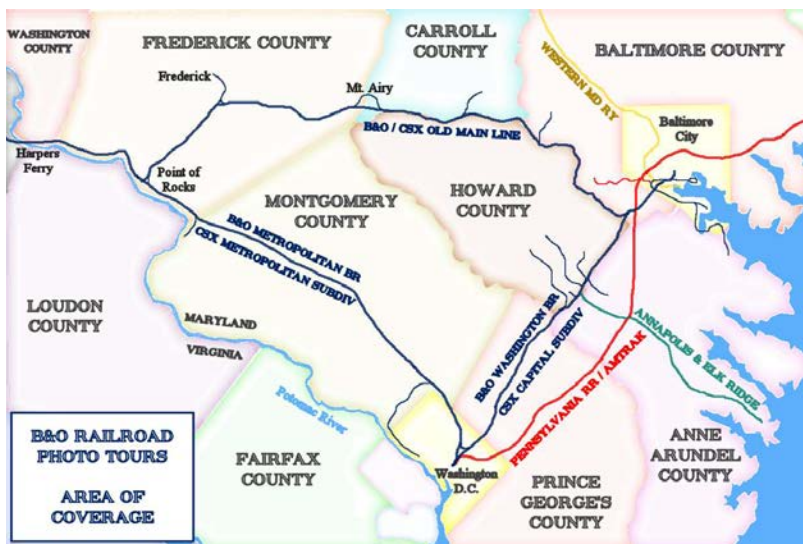 WASHINGTON
COUNTY
FREDERICK COUNTY
CARROLL
COUNTY
BALTIMORE COUNTY
WESTERN MD RY
Frederick
Mt. Airy
Baltimore
City
B&O / CSX OLD MAIN LINE
Harpers
Ferry
Point of
Rocks
MONTGOMERY
COUNTY
HOWARD
COUNTY
B&O METROPOLITAN BR
CSX METROPOLITAN SUBDIV
LOUDON
COUNTY
MARYLAND
VIRGINIA
B&O WASHINGTON BR
CSX CAPITAL SUBDIV
ANNAPOLIS & ELK RIDGE
PENNSYLVANIA RR / AMTRAK
Potomac River
B&O RAILROAD
PHOTO TOURS
AREA OF
COVERAGE
FAIRFAX
COUNTY
Washington
D.C.
PRINCE
GEORGE'S
COUNTY
ANNE
ARUNDEL
COUNTY